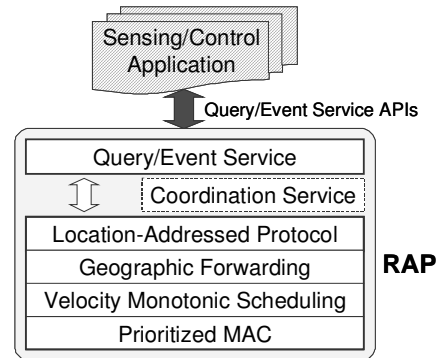 Sensing/Control
Application
Query/Event Service APIs
Query/Event Service
Coordination Service
Location-Addressed Protocol
Geographic Forwarding
RAP
Velocity Monotonic Scheduling
Prioritized MAC